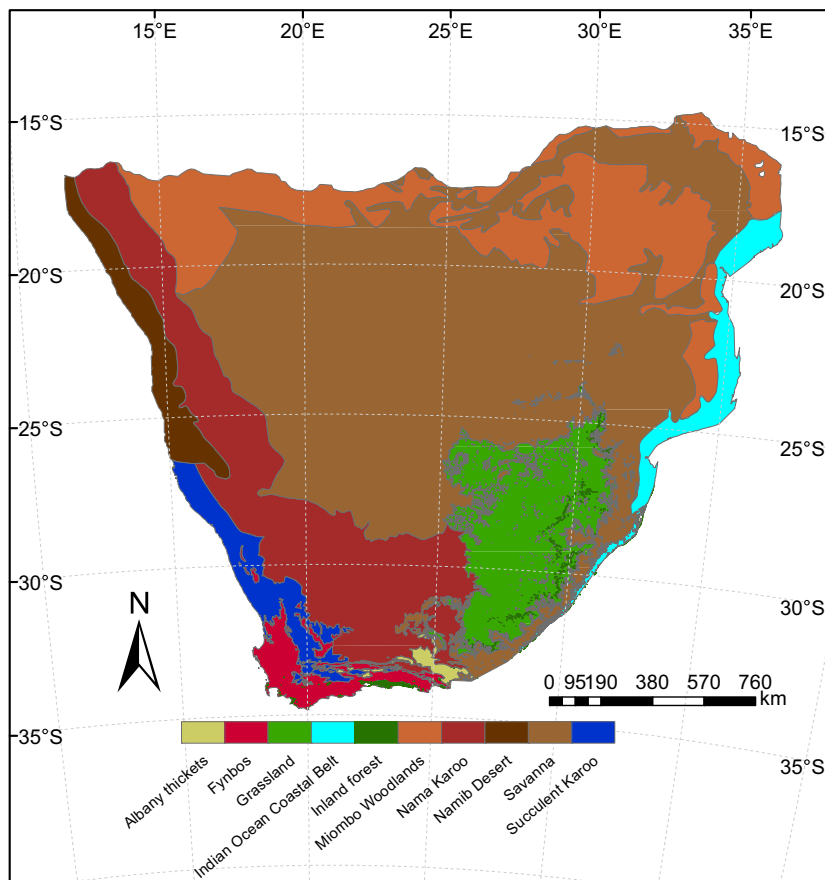 15°E 20°E 25°E 30°E 35°E
15°S 15°S
20°S 20°S
25°S 25°S
30°S 30°S
35°S 35°S
N
0 95190 380 570 760
km
Albany thickets
Fynbos
Grassland
Indian Ocean Coastal Belt
Inland forest
Miombo Woodlands
Nama Karoo
Namib Desert
Savanna
Succulent Karoo